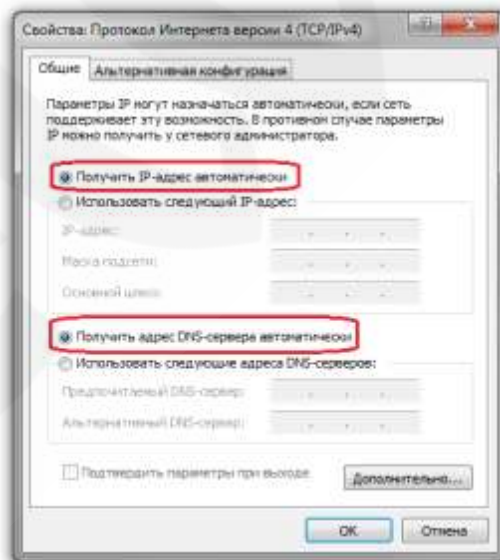 Свойства: Протокол Интернета версии 4 (TCP/IPv4)
Общие Альтернативная конфигурация
Параметры IP могут назначаться автоматически, если сеть
поддерживает эту возможность. В противном случае параметры
IP можно получить у сетевого администратора.
Получить IP-адрес автоматически
Использовать следующий IP-адрес:
IP-адрес:
Маска подсети:
Основной шлюз:
Получить адрес DNS-сервера автоматически
Использовать следующие адреса DNS-серверов:
Предпочитаемый DNS-сервер:
Альтернативный DNS-сервер:
Подтвердить параметры при выходе
Дополнительно...
ОК Отмена